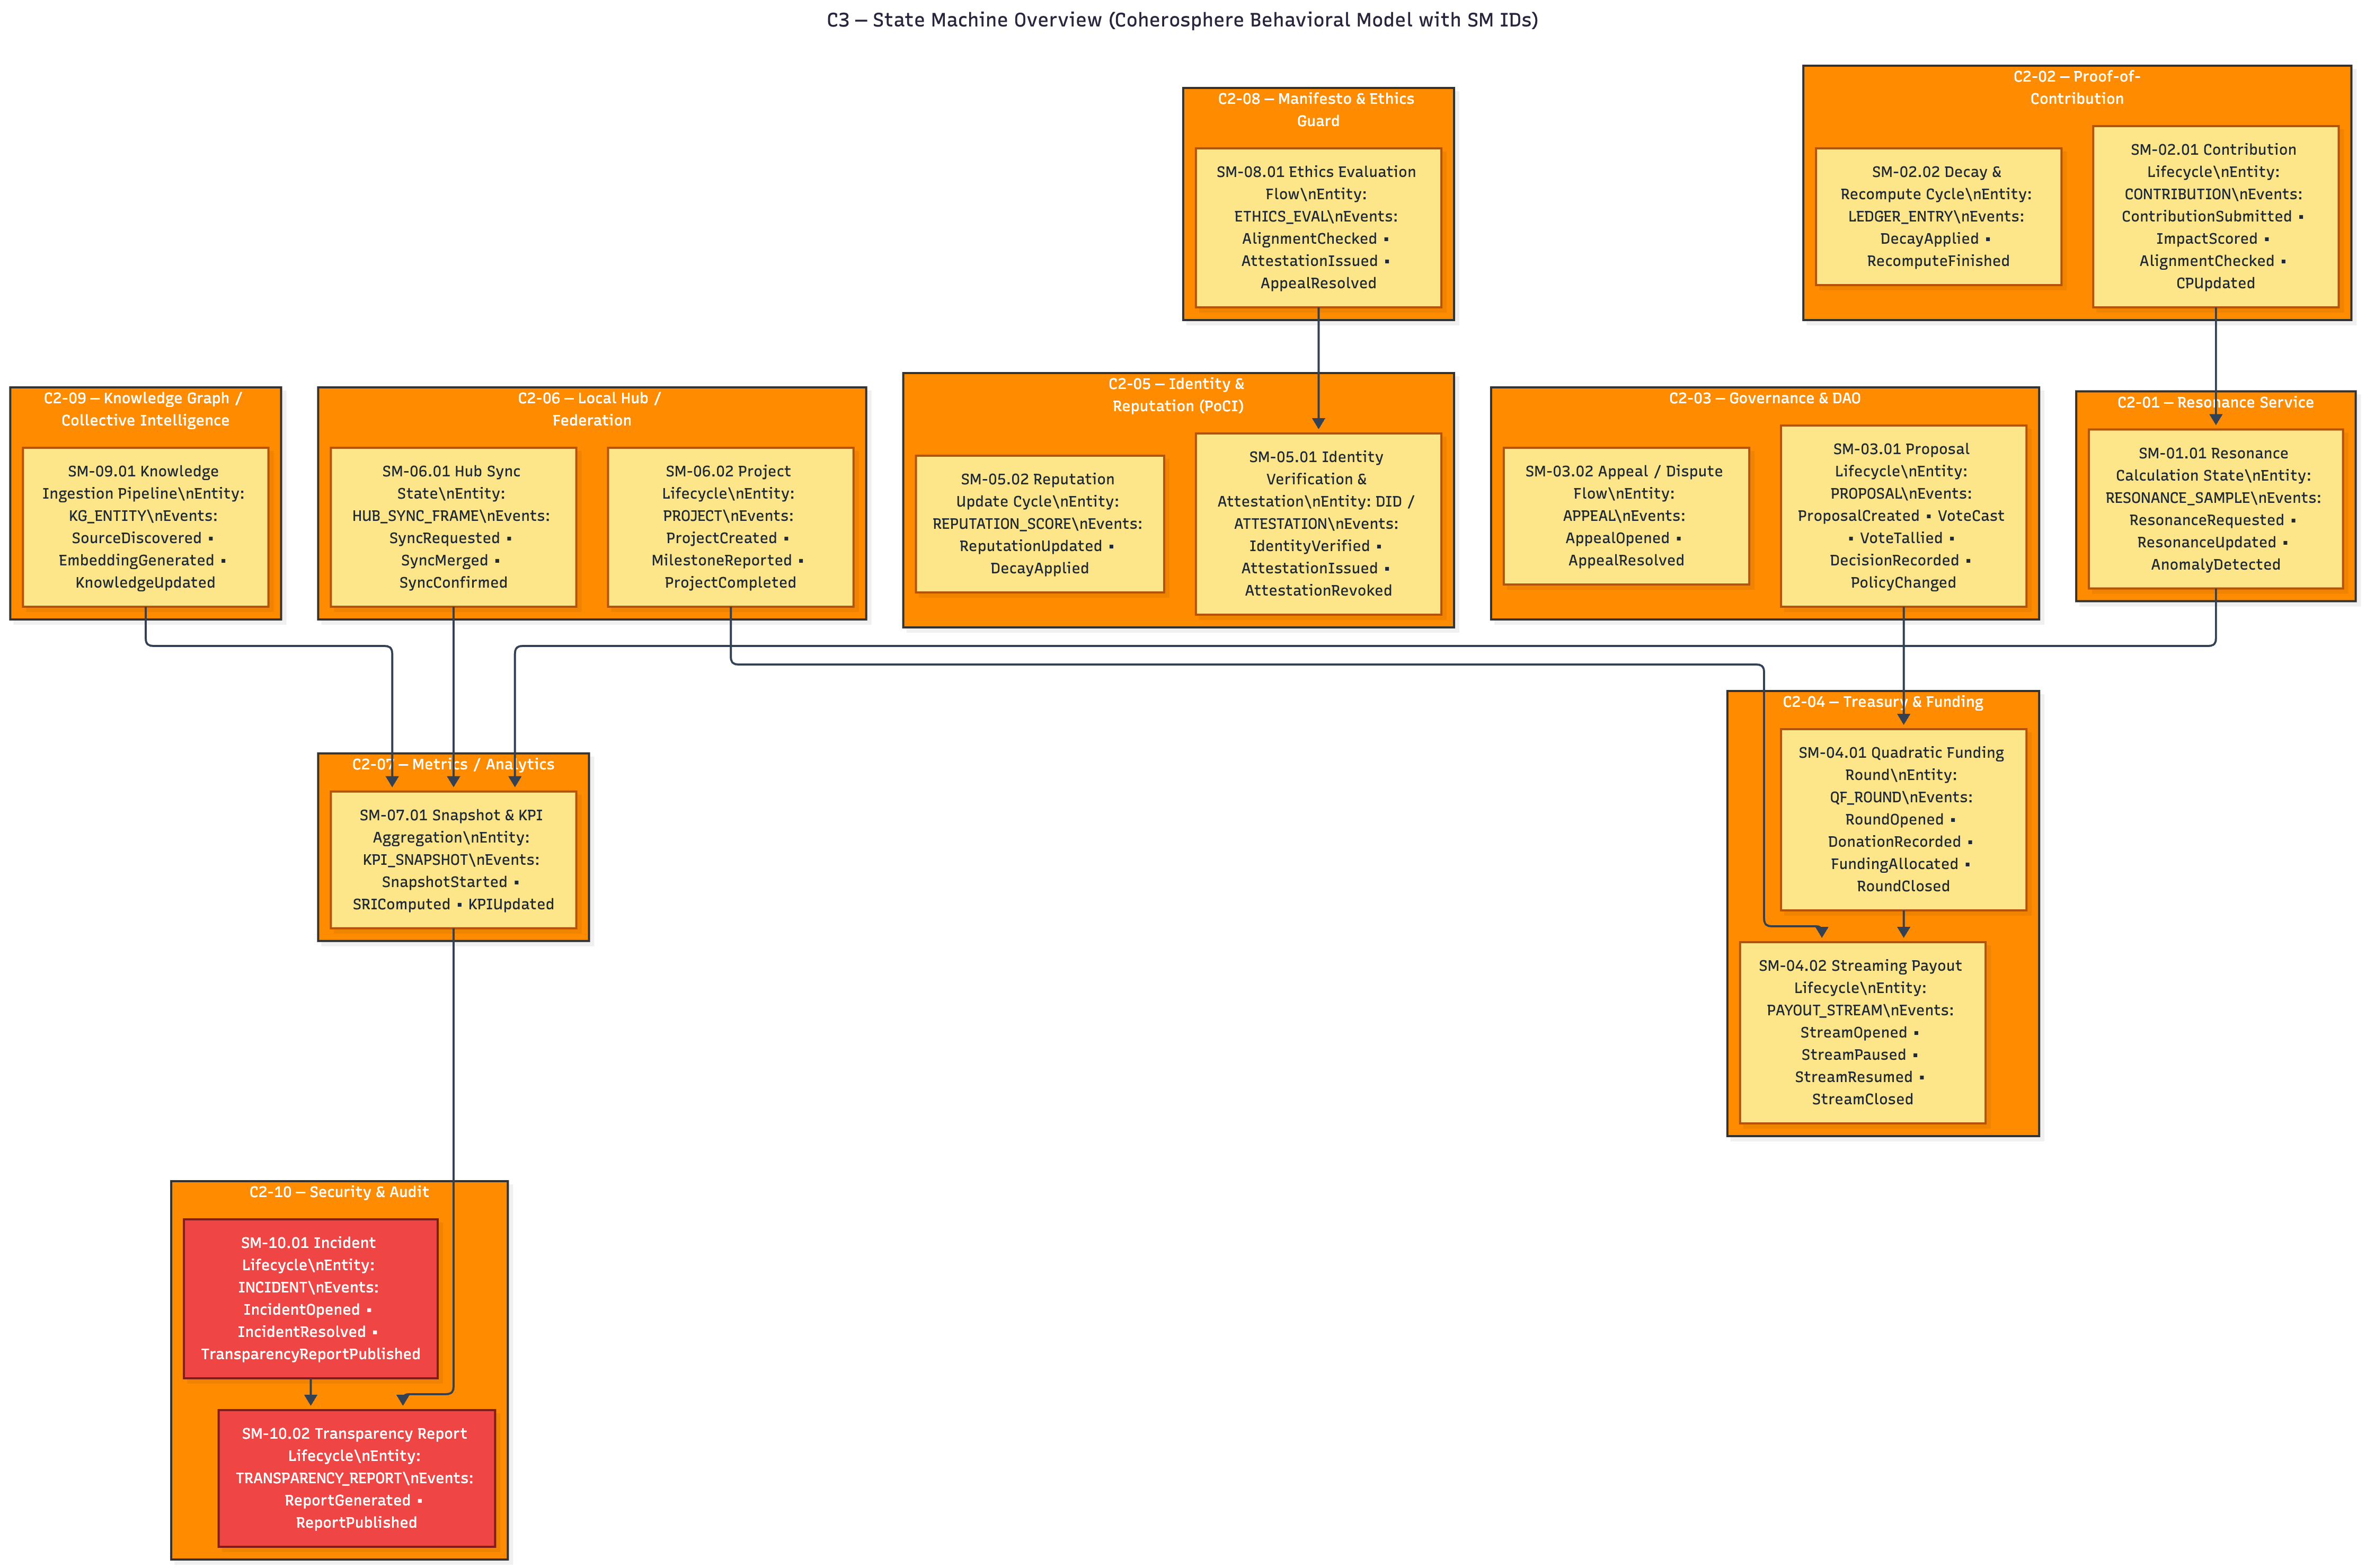 C3 – State Machine Overview (Coherosphere Behavioral Model with SM IDs)
C2-08 – Manifesto & Ethics
Guard
SM-08.01 Ethics Evaluation
Flow\nEntity:
ETHICS_EVAL\nEvents:
AlignmentChecked •
AttestationIssued •
AppealResolved
C2-02 – Proof-of-
Contribution
SM-02.02 Decay &
Recompute Cycle\nEntity:
LEDGER_ENTRY\nEvents:
DecayApplied •
RecomputeFinished
SM-02.01 Contribution
Lifecycle\nEntity:
CONTRIBUTION\nEvents:
ContributionSubmitted •
ImpactScored •
AlignmentChecked •
CPUpdated
C2-09 – Knowledge Graph /
Collective Intelligence
SM-09.01 Knowledge
Ingestion Pipeline\nEntity:
KG_ENTITY\nEvents:
SourceDiscovered •
EmbeddingGenerated •
KnowledgeUpdated
C2-06 – Local Hub /
Federation
SM-06.01 Hub Sync
State\nEntity:
HUB_SYNC_FRAME\nEvents:
SyncRequested •
SyncMerged •
SyncConfirmed
SM-06.02 Project
Lifecycle\nEntity:
PROJECT\nEvents:
ProjectCreated •
MilestoneReported •
ProjectCompleted
C2-05 – Identity &
Reputation (PoCI)
SM-05.02 Reputation
Update Cycle\nEntity:
REPUTATION_SCORE\nEvents:
ReputationUpdated •
DecayApplied
SM-05.01 Identity
Verification &
Attestation\nEntity: DID /
ATTESTATION\nEvents:
IdentityVerified •
AttestationIssued •
AttestationRevoked
C2-03 – Governance & DAO
SM-03.02 Appeal / Dispute
Flow\nEntity:
APPEAL\nEvents:
AppealOpened •
AppealResolved
SM-03.01 Proposal
Lifecycle\nEntity:
PROPOSAL\nEvents:
ProposalCreated • VoteCast
• VoteTallied •
DecisionRecorded •
PolicyChanged
C2-01 – Resonance Service
SM-01.01 Resonance
Calculation State\nEntity:
RESONANCE_SAMPLE\nEvents:
ResonanceRequested •
ResonanceUpdated •
AnomalyDetected
C2-07 – Metrics / Analytics
SM-07.01 Snapshot & KPI
Aggregation\nEntity:
KPI_SNAPSHOT\nEvents:
SnapshotStarted •
SRIComputed • KPIUpdated
C2-04 – Treasury & Funding
SM-04.01 Quadratic Funding
Round\nEntity:
QF_ROUND\nEvents:
RoundOpened •
DonationRecorded •
FundingAllocated •
RoundClosed
SM-04.02 Streaming Payout
Lifecycle\nEntity:
PAYOUT_STREAM\nEvents:
StreamOpened •
StreamPaused •
StreamResumed •
StreamClosed
C2-10 – Security & Audit
SM-10.01 Incident
Lifecycle\nEntity:
INCIDENT\nEvents:
IncidentOpened •
IncidentResolved •
TransparencyReportPublished
SM-10.02 Transparency Report
Lifecycle\nEntity:
TRANSPARENCY_REPORT\nEvents:
ReportGenerated •
ReportPublished